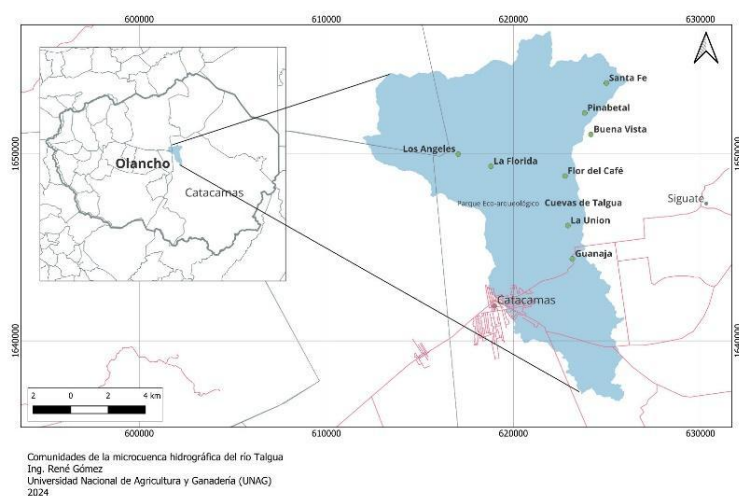 600000
610000
620000
630000
Santa Fe
Pinabetal
Buena Vista
1650000
Los Angeles
La Florida
1650000
Olancho
Catacamas
Flor del Café
Parque Eco-arqueológico
Cuevas de Talgua
Siguate
La Union
Guanaja
Catacamas
1640000
1640000
2 0 2 4 km
600000
610000
620000
630000
Comunidades de la microcuenca hidrográfica del río Talgua
Ing. René Gómez
Universidad Nacional de Agricultura y Ganadería (UNAG)
2024